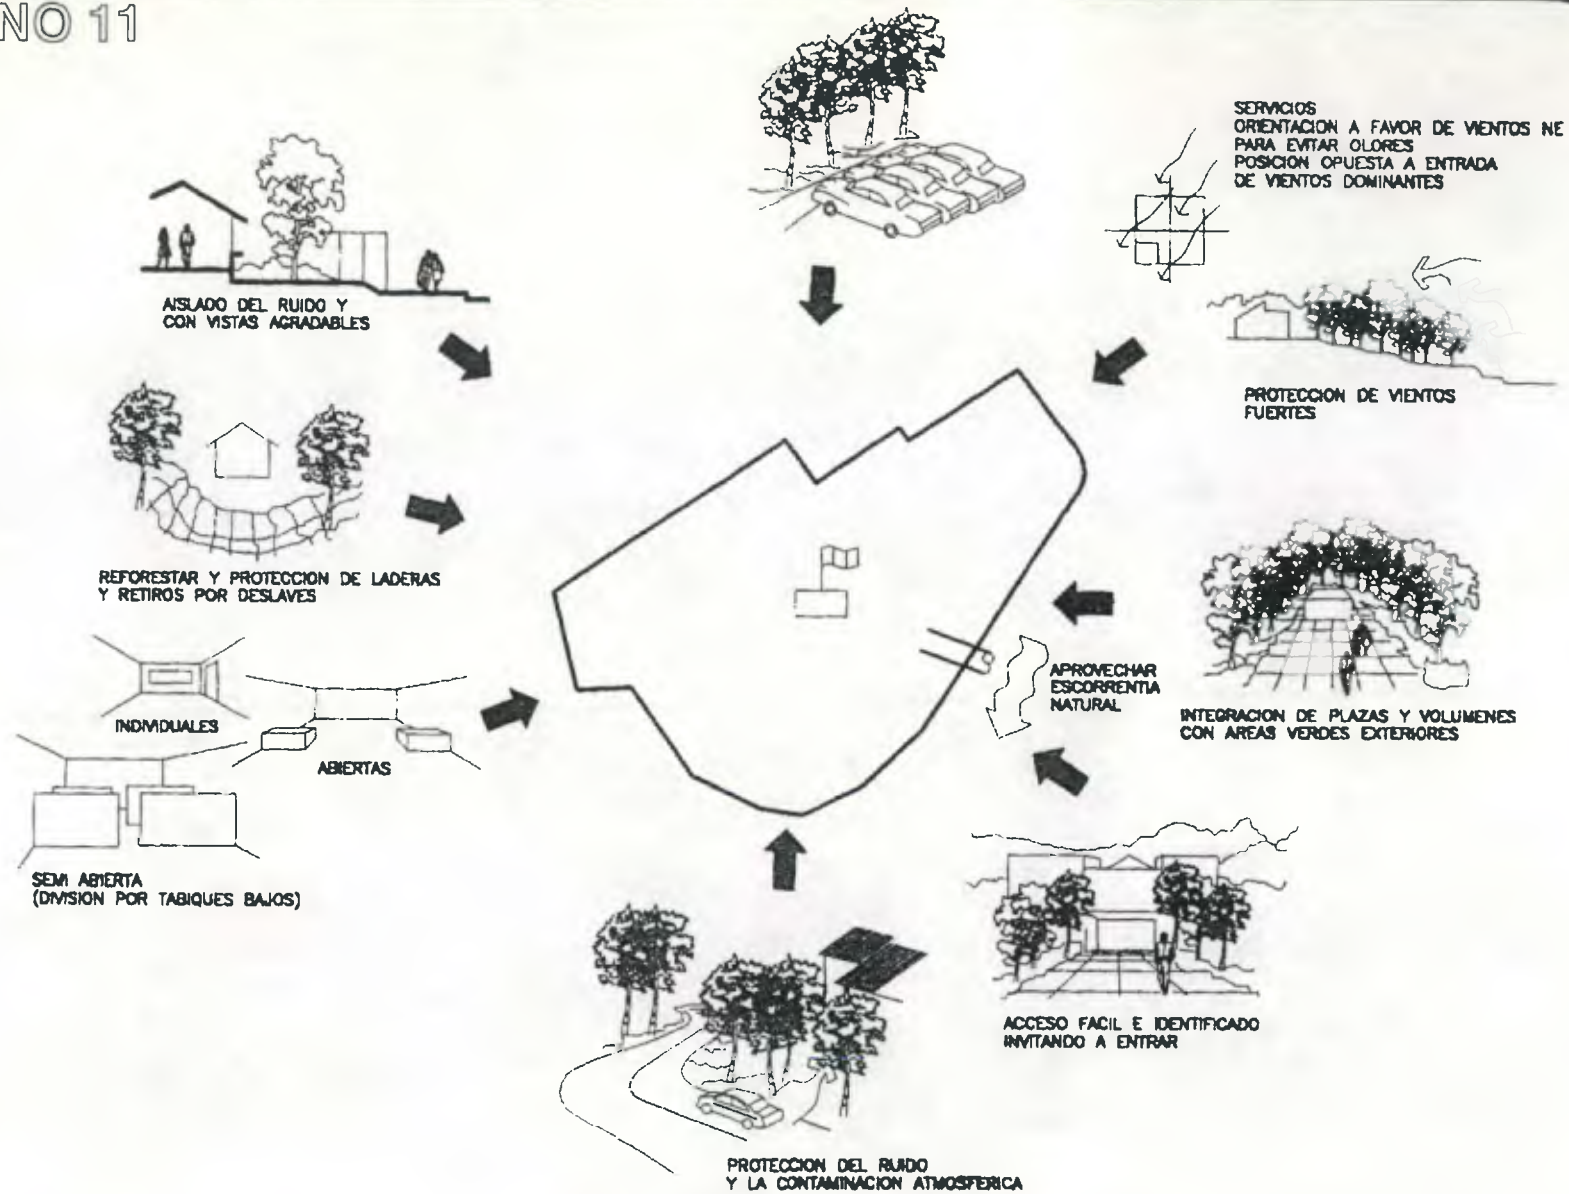 NO 11
SERVICIOS
ORIENTACION A FAVOR DE VIENTOS NE
PARA EVITAR OLORES
POSICION OPUESTA A ENTRADA
DE VIENTOS DOMINANTES
AISLADO DEL RUIDO Y
CON VISTAS AGRADABLES
PROTECCION DE VIENTOS
FUERTES
REFORESTAR Y PROTECCION DE LADERAS
Y RETIROS POR DESLAVES
APROVECHAR
ESCORRENTIA
NATURAL
INTEGRACION DE PLAZAS Y VOLUMENES
CON AREAS VERDES EXTERIORES
INDIVIDUALES
ABIERTAS
SEMI ABIERTA
(DIVISION POR TABIQUES BAJOS)
ACCESO FACIL E IDENTIFICADO
INVITANDO A ENTRAR
PROTECCION DEL RUIDO
Y LA CONTAMINACION ATMOSFERICA